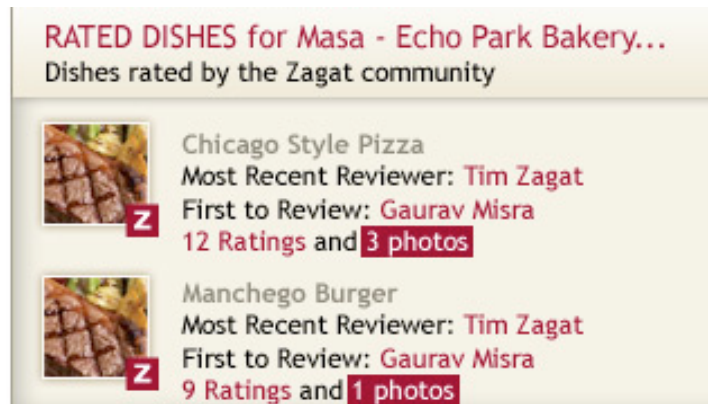 RATED DISHES for Masa - Echo Park Bakery...
Dishes rated by the Zagat community
Chicago Style Pizza
Most Recent Reviewer: Tim Zagat
First to Review: Gaurav Misra
12 Ratings and 3 photos
Z
Manchego Burger
Most Recent Reviewer: Tim Zagat
First to Review: Gaurav Misra
9 Ratings and 1 photos
Z